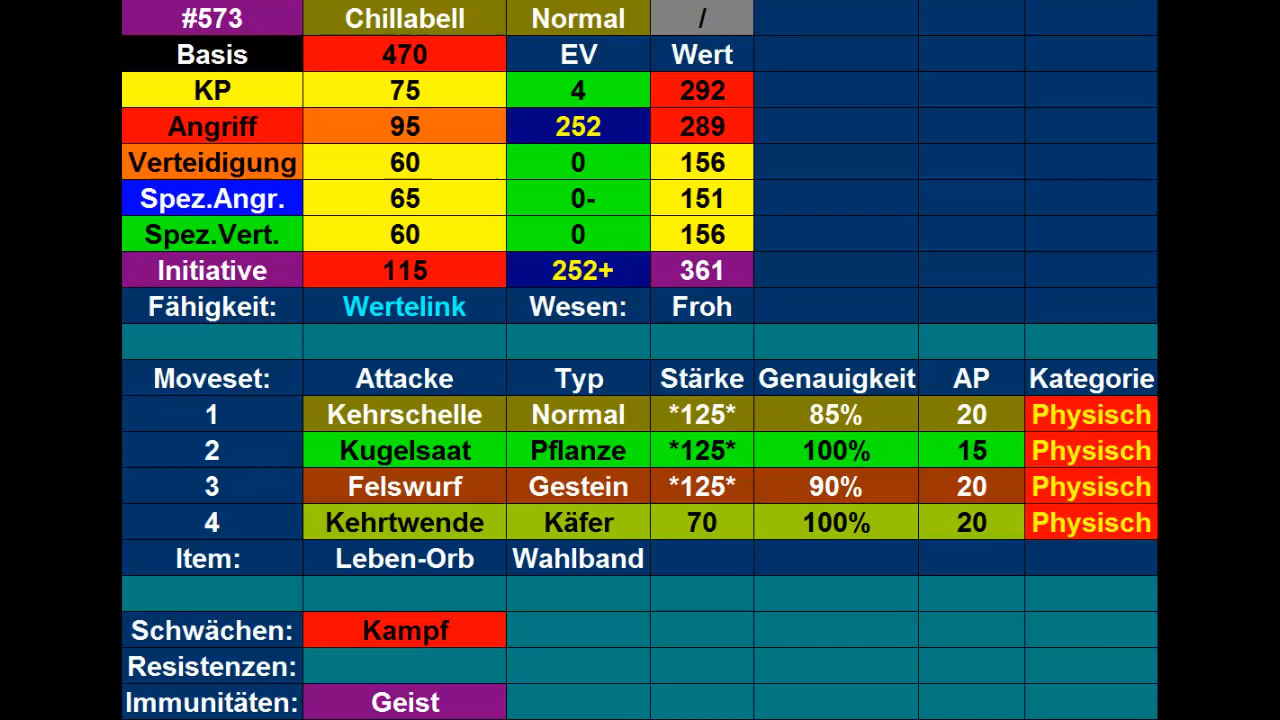 #573 Chillabell Normal /
Basis 470 EV Wert
KP 75 4 292
Angriff 95 252 289
Verteidigung 60 0 156
Spez.Angr. 65 0- 151
Spez.Vert. 60 0 156
Initiative 115 252+ 361
Fähigkeit: Wertelink Wesen: Froh
Moveset: Attacke Typ Stärke Genauigkeit AP Kategorie
1 Kehrschelle Normal *125* 85% 20 Physisch
2 Kugelsaat Pflanze *125* 100% 15 Physisch
3 Felswurf Gestein *125* 90% 20 Physisch
4 Kehrtwende Käfer 70 100% 20 Physisch
Item: Leben-Orb Wahlband
Schwächen: Kampf
Resistenzen:
Immunitäten: Geist